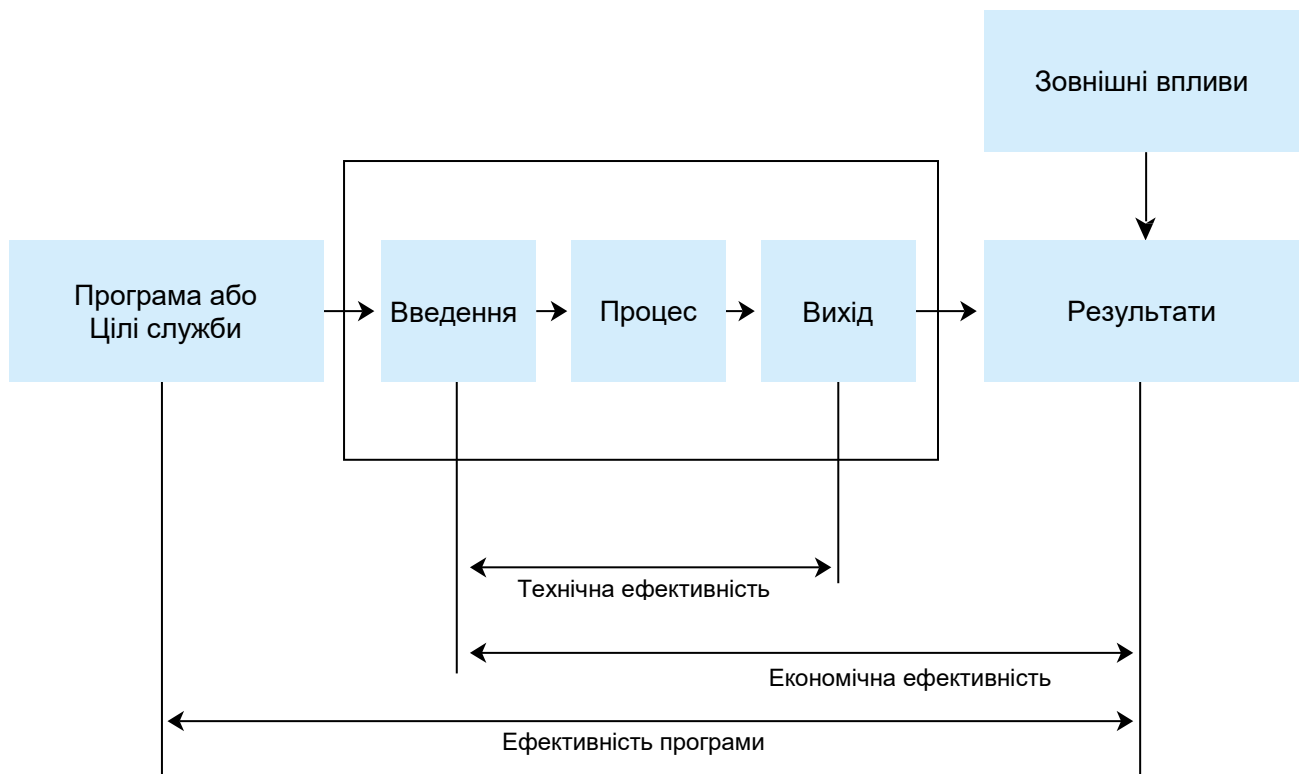 Зовнішні впливи
Програма або
Цілі служби
Введення
Процес
Вихід
Результати
Технічна ефективність
Економічна ефективність
Ефективність програми